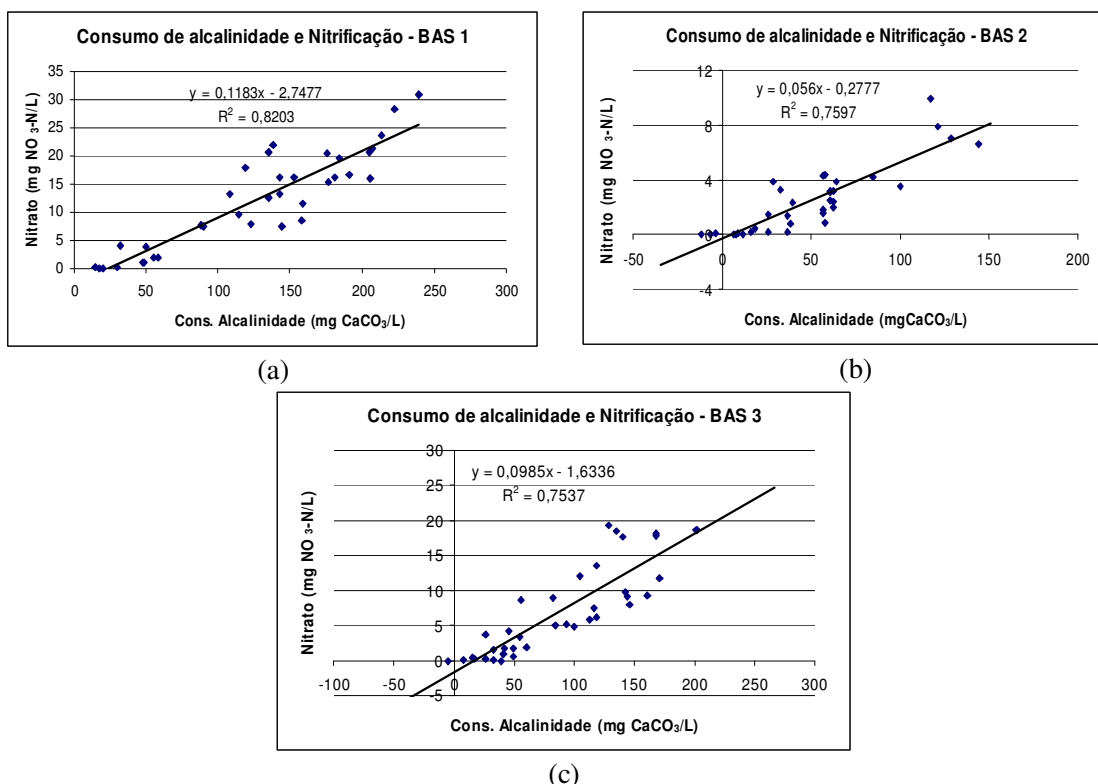 Consumo de alcalinidade e Nitrificação - BAS 1
y = 0,1183x - 2,7477
R² = 0,8203
35
30
25
20
15
10
5
0
0 50 100 150 200 250 300
Nitrato (mg NO 3-N/L)
Cons. Alcalinidade (mg CaCO₃/L)
(a)
Consumo de alcalinidade e Nitrificação - BAS 2
y = 0,056x - 0,2777
R² = 0,7597
12
8
4
0
-4
-50 0 50 100 150 200
Nitrato (mg NO 3-N/L)
Cons. Alcalinidade (mgCaCO₃/L)
(b)
Consumo de alcalinidade e Nitrificação - BAS 3
y = 0,0985x - 1,6336
R² = 0,7537
30
25
20
15
10
5
0
-5
-100 -50 0 50 100 150 200 250 300
Nitrato (mg NO 3-N/L)
Cons. Alcalinidade (mg CaCO₃/L)
(c)